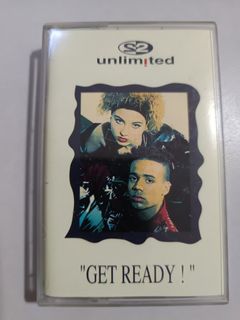 2
unlimited
"GET READY ! "